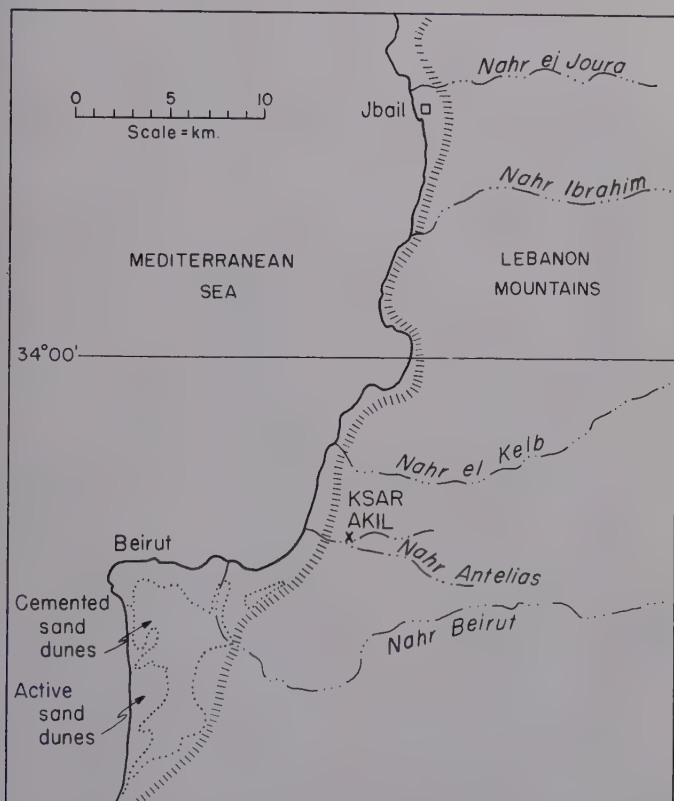 Nahr ej Joura
0 5 10
Scale = km.
Jbail
Nahr Ibrahim
MEDITERRANEAN
SEA
LEBANON
MOUNTAINS
34°00'
Nahr el Kelb
KSAR
AKIL
Nahr Antelias
Beirut
Cemented
sand
dunes
Nahr Beirut
Active
sand
dunes